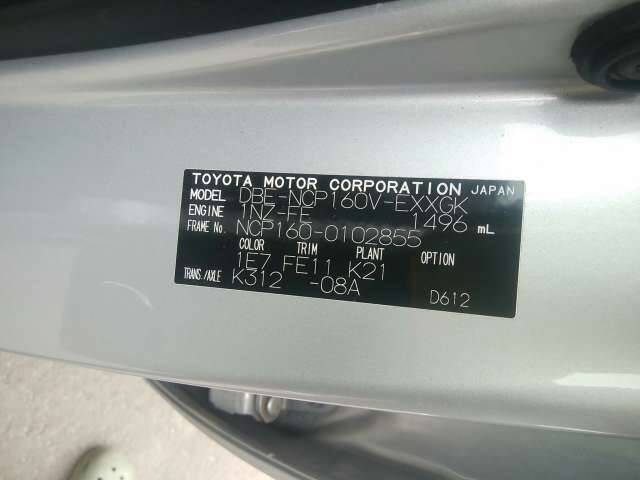 TOYOTA MOTOR CORPORATION JAPAN
MODEL DBE-NCP160V-EXXGK
ENGINE 1NZ-FE 1496 mL
FRAME No. NCP160-0102855
COLOR TRIM PLANT OPTION
1E7 FE11 K21
TRANS./AXLE K312 -08A
D612